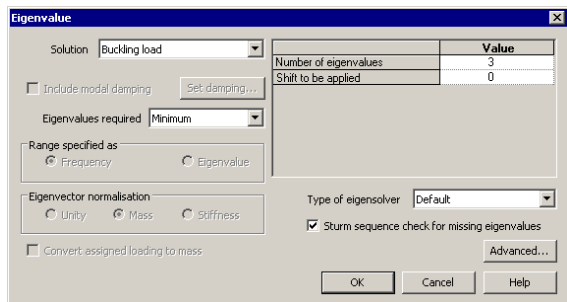 Eigenvalue
Solution Buckling load
Include modal damping Set damping...
Eigenvalues required Minimum
Range specified as
Frequency Eigenvalue
Eigenvector normalisation
Unity Mass Stiffness
Convert assigned loading to mass
Value
Number of eigenvalues 3
Shift to be applied 0
Type of eigensolver Default
Sturm sequence check for missing eigenvalues
Advanced...
OK Cancel Help